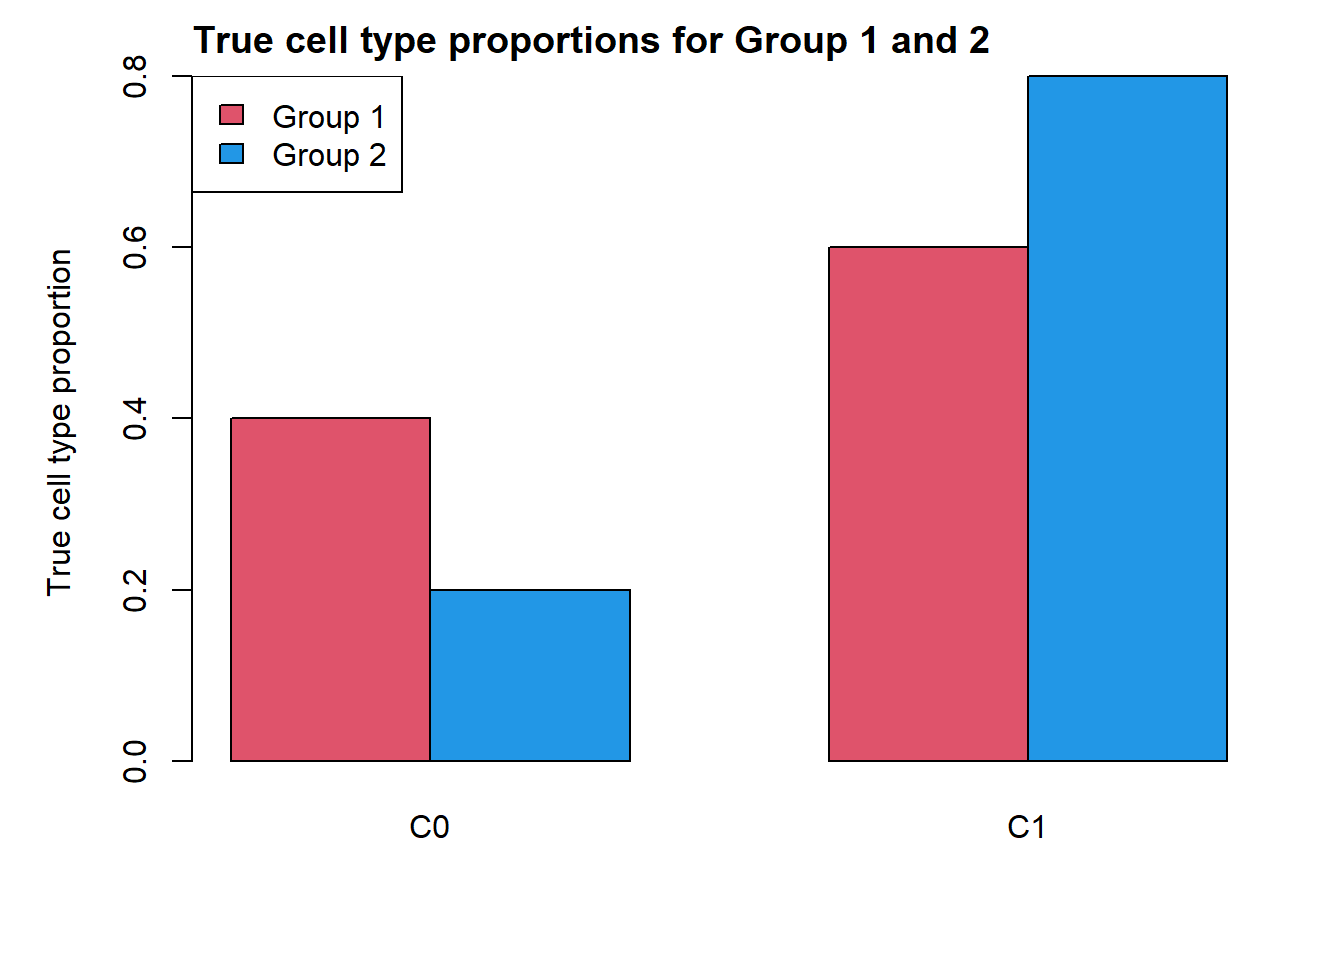 True cell type proportions for Group 1 and 2
0.8
Group 1
Group 2
0.6
True cell type proportion
0.4
0.2
0.0
C0 C1